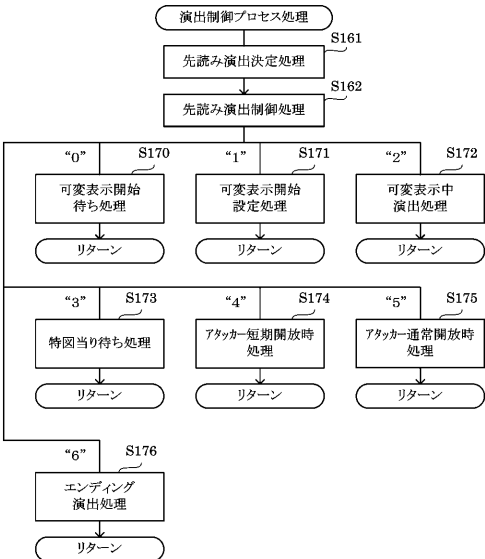 演出制御プロセス処理
S161
先読み演出決定処理
S162
先読み演出制御処理
“0”
S170
“1”
S171
“2”
S172
可変表示開始
待ち処理
可変表示開始
設定処理
可変表示中
演出処理
リターン
リターン
リターン
“3”
S173
“4”
S174
“5”
S175
特図当り待ち処理
アタッカー短期開放時
処理
アタッカー通常開放時
処理
リターン
リターン
リターン
“6”
S176
エンディング
演出処理
リターン